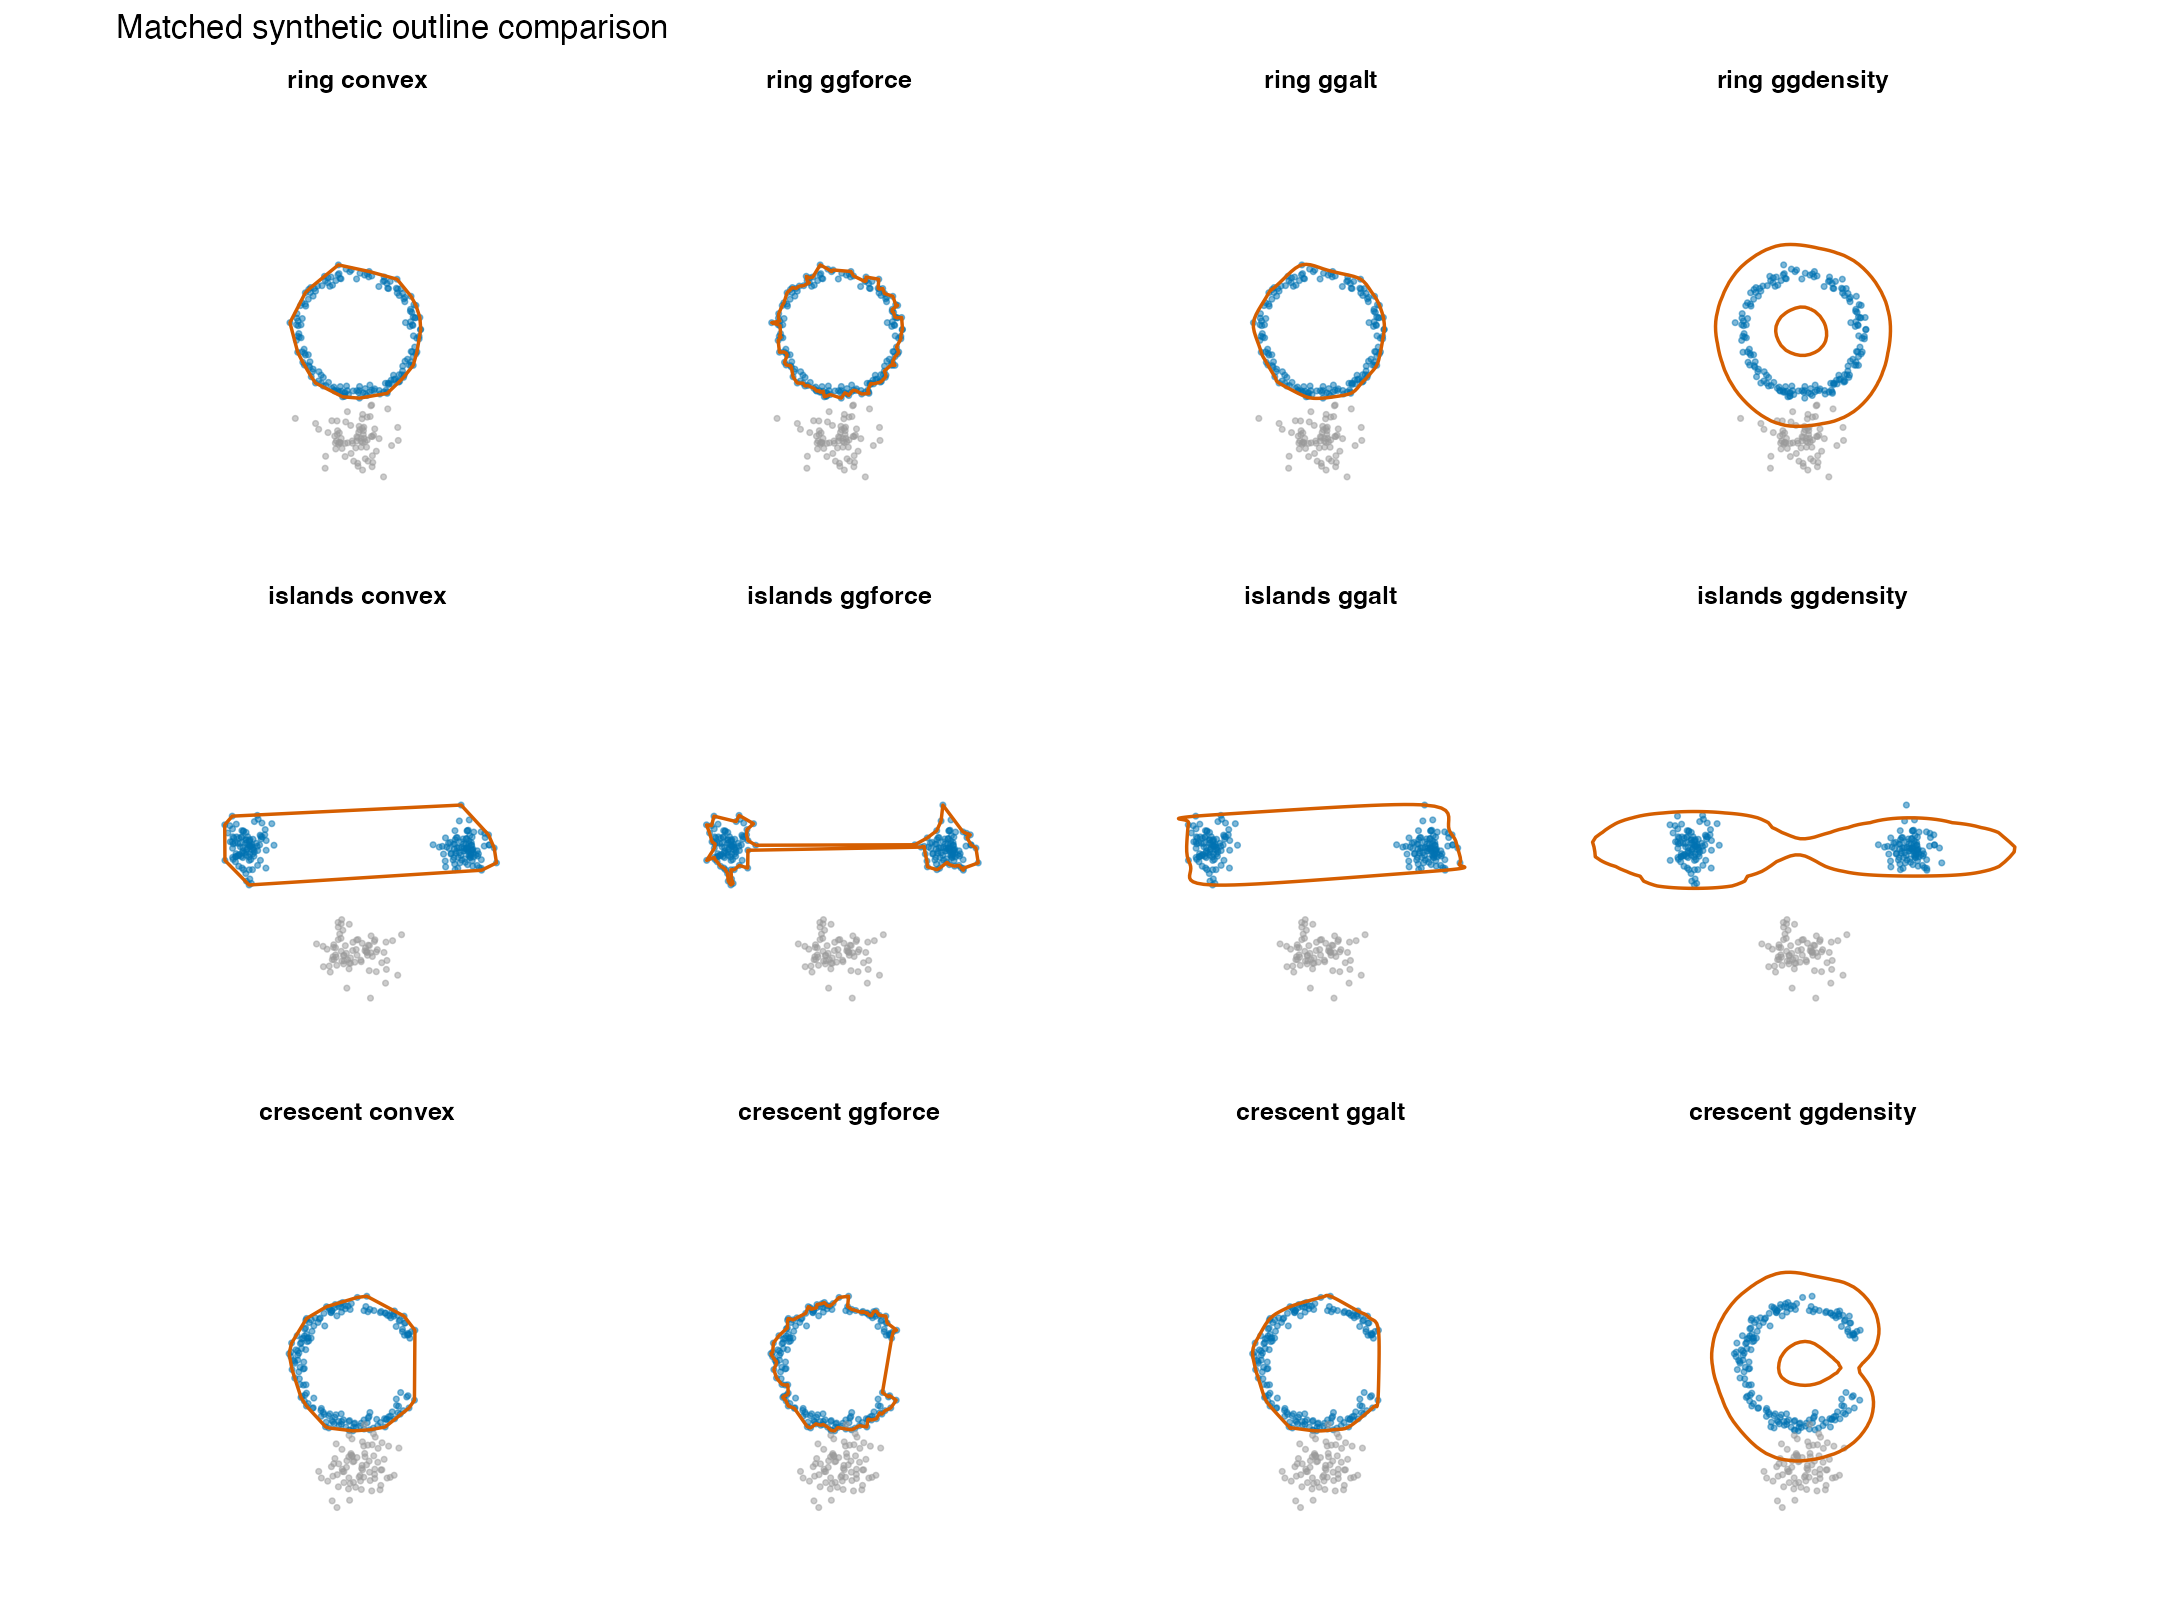 Matched synthetic outline comparison
ring convex
ring ggforce
ring ggalt
ring ggdensity
islands convex
islands ggforce
islands ggalt
islands ggdensity
crescent convex
crescent ggforce
crescent ggalt
crescent ggdensity